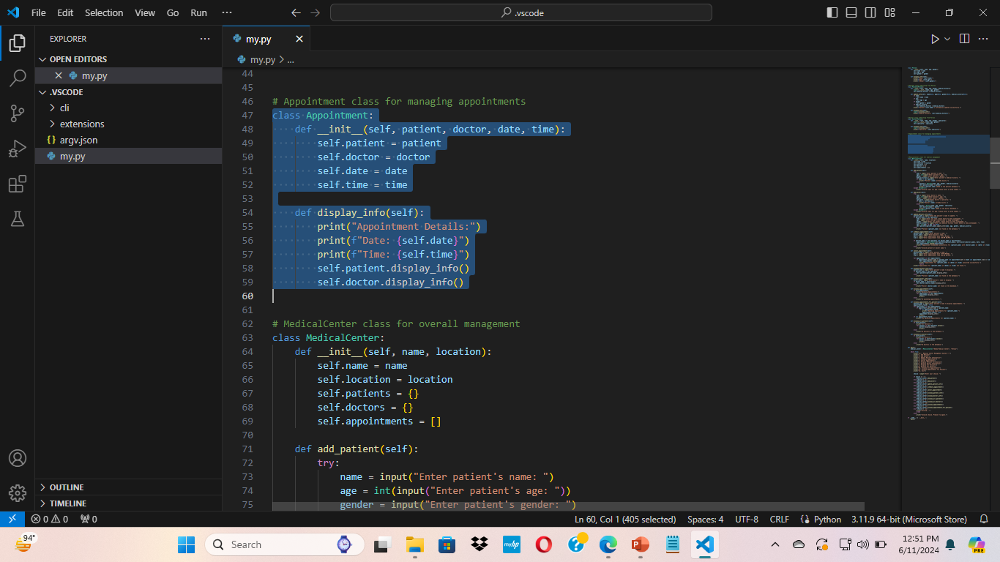 File Edit Selection View Go Run ··· .vscode
EXPLORER ···
OPEN EDITORS
my.py
.VSCODE
cli
extensions
{} argv.json
my.py
OUTLINE
TIMELINE
my.py
my.py > ...
44
45
46 # Appointment class for managing appointments
47 class Appointment:
48     def __init__(self, patient, doctor, date, time):
49         self.patient = patient
50         self.doctor = doctor
51         self.date = date
52         self.time = time
53
54     def display_info(self):
55         print("Appointment Details:")
56         print(f"Date: {self.date}")
57         print(f"Time: {self.time}")
58         self.patient.display_info()
59         self.doctor.display_info()
60
61
62 # MedicalCenter class for overall management
63 class MedicalCenter:
64     def __init__(self, name, location):
65         self.name = name
66         self.location = location
67         self.patients = {}
68         self.doctors = {}
69         self.appointments = []
70
71     def add_patient(self):
72         try:
73             name = input("Enter patient's name: ")
74             age = int(input("Enter patient's age: "))
75             gender = input("Enter patient's gender: ")
0 0 0 Ln 60, Col 1 (405 selected) Spaces: 4 UTF-8 CRLF Python 3.11.9 64-bit (Microsoft Store)
94° Search myhp PRE
12:51 PM
6/11/2024